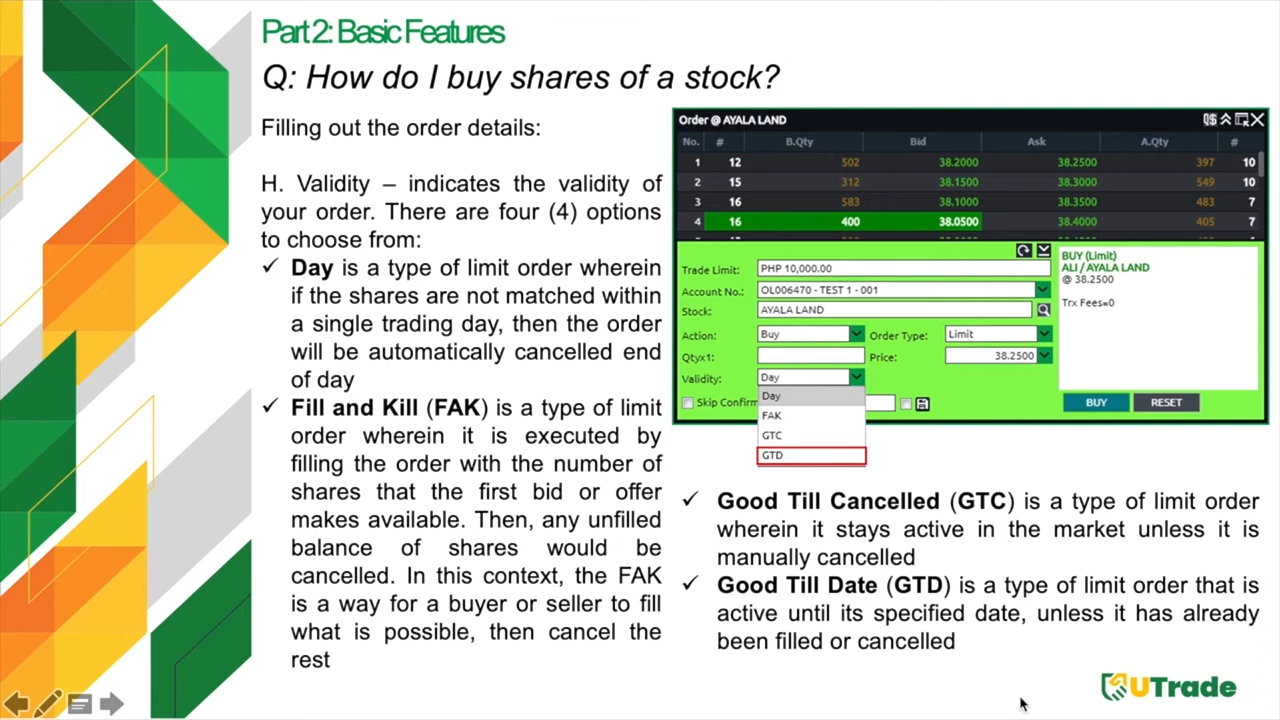 Part 2: Basic Features
Q: How do I buy shares of a stock?
Filling out the order details:
H. Validity – indicates the validity of
your order. There are four (4) options
to choose from:
✓ Day is a type of limit order wherein
if the shares are not matched within
a single trading day, then the order
will be automatically cancelled end
of day
✓ Fill and Kill (FAK) is a type of limit
order wherein it is executed by
filling the order with the number of
shares that the first bid or offer
makes available. Then, any unfilled
balance of shares would be
cancelled. In this context, the FAK
is a way for a buyer or seller to fill
what is possible, then cancel the
rest
Order @ AYALA LAND
No. # B.Qty Bid Ask A.Qty #
1 12 502 38.2000 38.2500 397 10
2 15 312 38.1500 38.3000 549 10
3 16 583 38.1000 38.3500 483 7
4 16 400 38.0500 38.4000 405 7
Trade Limit: PHP 10,000.00
Account No.: OL006470 - TEST 1 - 001
Stock: AYALA LAND
Action: Buy Order Type: Limit
Qtyx1: Price: 38.2500
Validity: Day
Skip Confirm
Day
FAK
GTC
GTD
BUY (Limit)
ALI / AYALA LAND
@ 38.2500
Trx Fees=0
BUY RESET
✓ Good Till Cancelled (GTC) is a type of limit order
wherein it stays active in the market unless it is
manually cancelled
✓ Good Till Date (GTD) is a type of limit order that is
active until its specified date, unless it has already
been filled or cancelled
UTrade